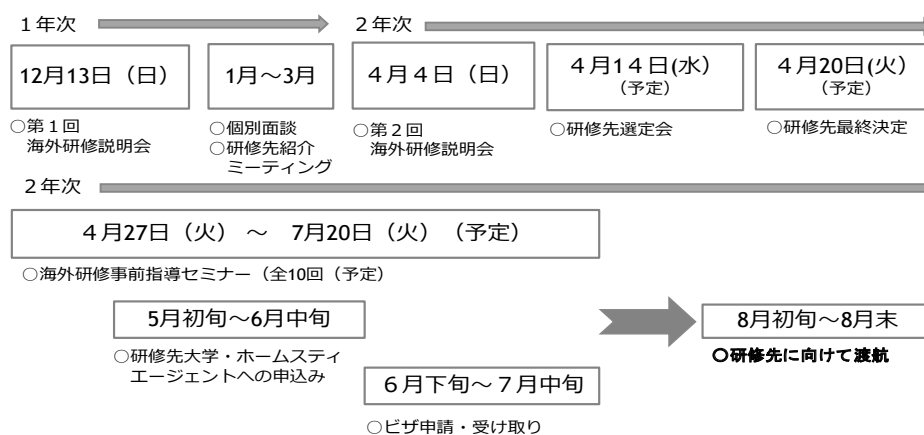 １年次
２年次
12月13日（日）
1月～3月
４月４日（日）
４月１４日(水)
（予定）
４月20日(火)
（予定）
○第１回
海外研修説明会
○個別面談
○研修先紹介
ミーティング
○第２回
海外研修説明会
○研修先選定会
○研修先最終決定
２年次
４月27日（火） ～ 7月20日（火）（予定）
○海外研修事前指導セミナー（全10回（予定）
5月初旬～6月中旬
8月初旬～8月末
○研修先大学・ホームスティ
エージェントへの申込み
○研修先に向けて渡航
６月下旬～７月中旬
○ビザ申請・受け取り